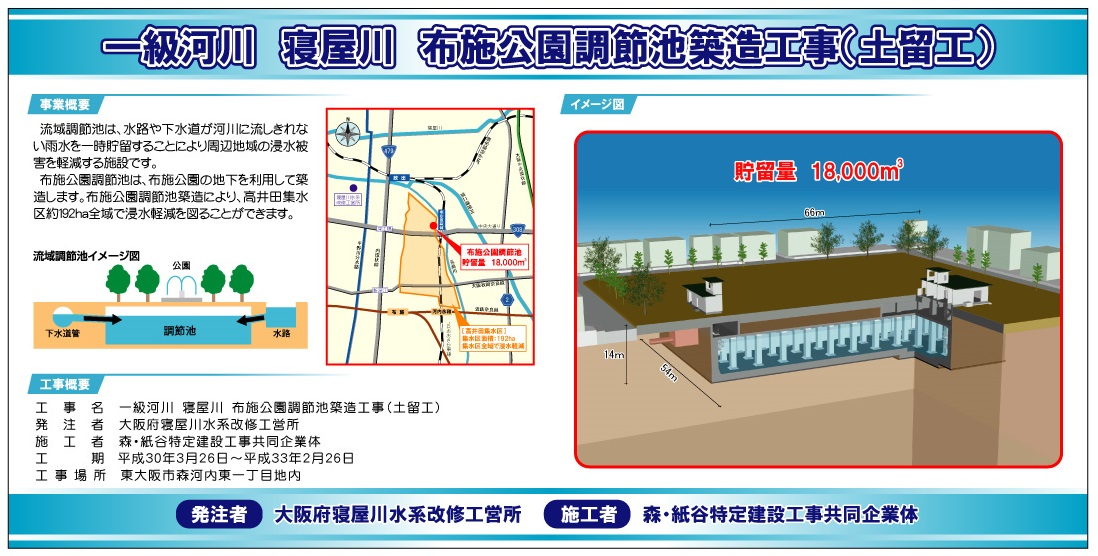 一級河川 寝屋川 布施公園調節池築造工事(土留工)
事業概要
流域調節池は、水路や下水道が河川に流しきれな
い雨水を一時貯留することにより周辺地域の浸水被
害を軽減する施設です。
布施公園調節池は、布施公園の地下を利用して築
造します。布施公園調節池築造により、高井田集水
区約192ha全域で浸水軽減を図ることができます。
流域調節池イメージ図
公園
下水道管
調節池
水路
N
寝屋川
479
放出
308
中央大通り
布施公園調節池
貯留量 18,000m³
布施
河内永和
【高井田集水区】
集水区面積:192ha
集水区全域で浸水軽減
イメージ図
貯留量 18,000m³
66m
14m
54m
工事概要
工事名 一級河川 寝屋川 布施公園調節池築造工事(土留工)
発注者 大阪府寝屋川水系改修工営所
施工者 森・紙谷特定建設工事共同企業体
工期 平成30年3月26日~平成33年2月26日
工事場所 東大阪市森河内東一丁目地内
発注者 大阪府寝屋川水系改修工営所 施工者 森・紙谷特定建設工事共同企業体